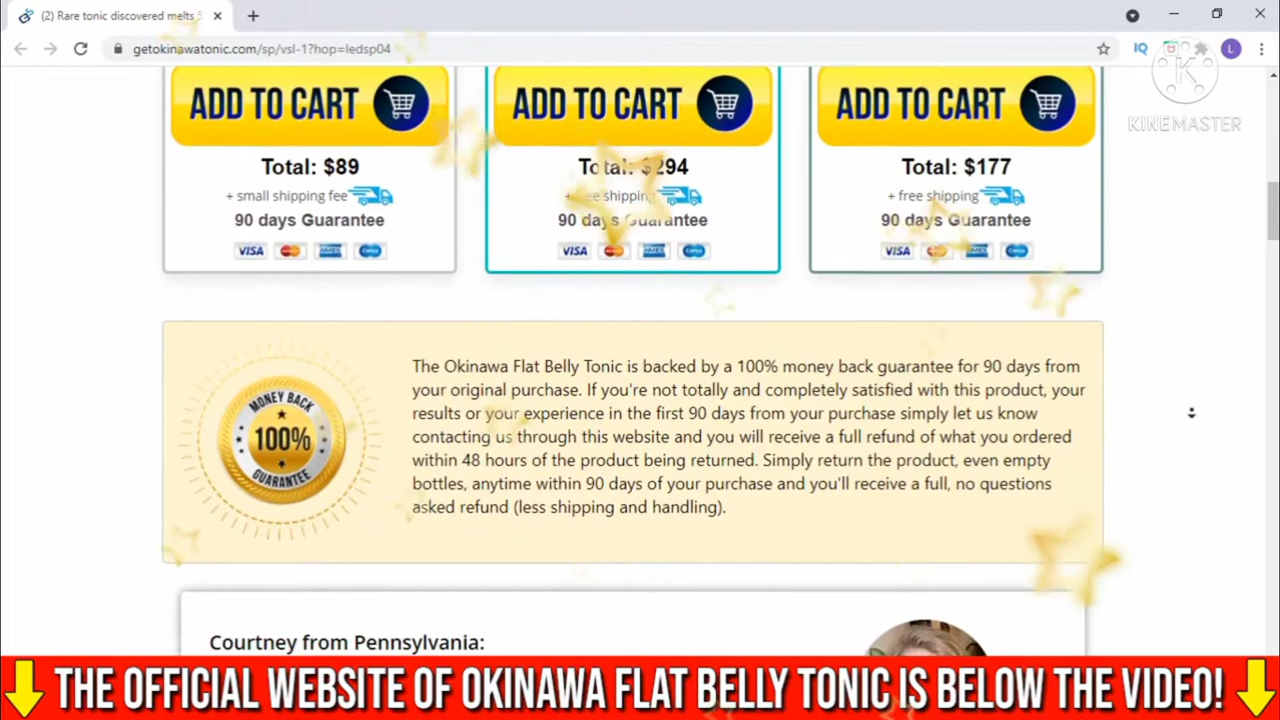 (2) Rare tonic discovered melts
getokinawatonic.com/sp/vsl-1?hop=ledsp04
IQ
L
K
KINEMASTER
ADD TO CART
ADD TO CART
ADD TO CART
Total: $89
Total: $294
Total: $177
+ small shipping fee
+ free shipping
+ free shipping
90 days Guarantee
90 days Guarantee
90 days Guarantee
VISA
VISA
VISA
MONEY BACK
100%
GUARANTEE
The Okinawa Flat Belly Tonic is backed by a 100% money back guarantee for 90 days from
your original purchase. If you're not totally and completely satisfied with this product, your
results or your experience in the first 90 days from your purchase simply let us know
contacting us through this website and you will receive a full refund of what you ordered
within 48 hours of the product being returned. Simply return the product, even empty
bottles, anytime within 90 days of your purchase and you'll receive a full, no questions
asked refund (less shipping and handling).
Courtney from Pennsylvania:
THE OFFICIAL WEBSITE OF OKINAWA FLAT BELLY TONIC IS BELOW THE VIDEO!